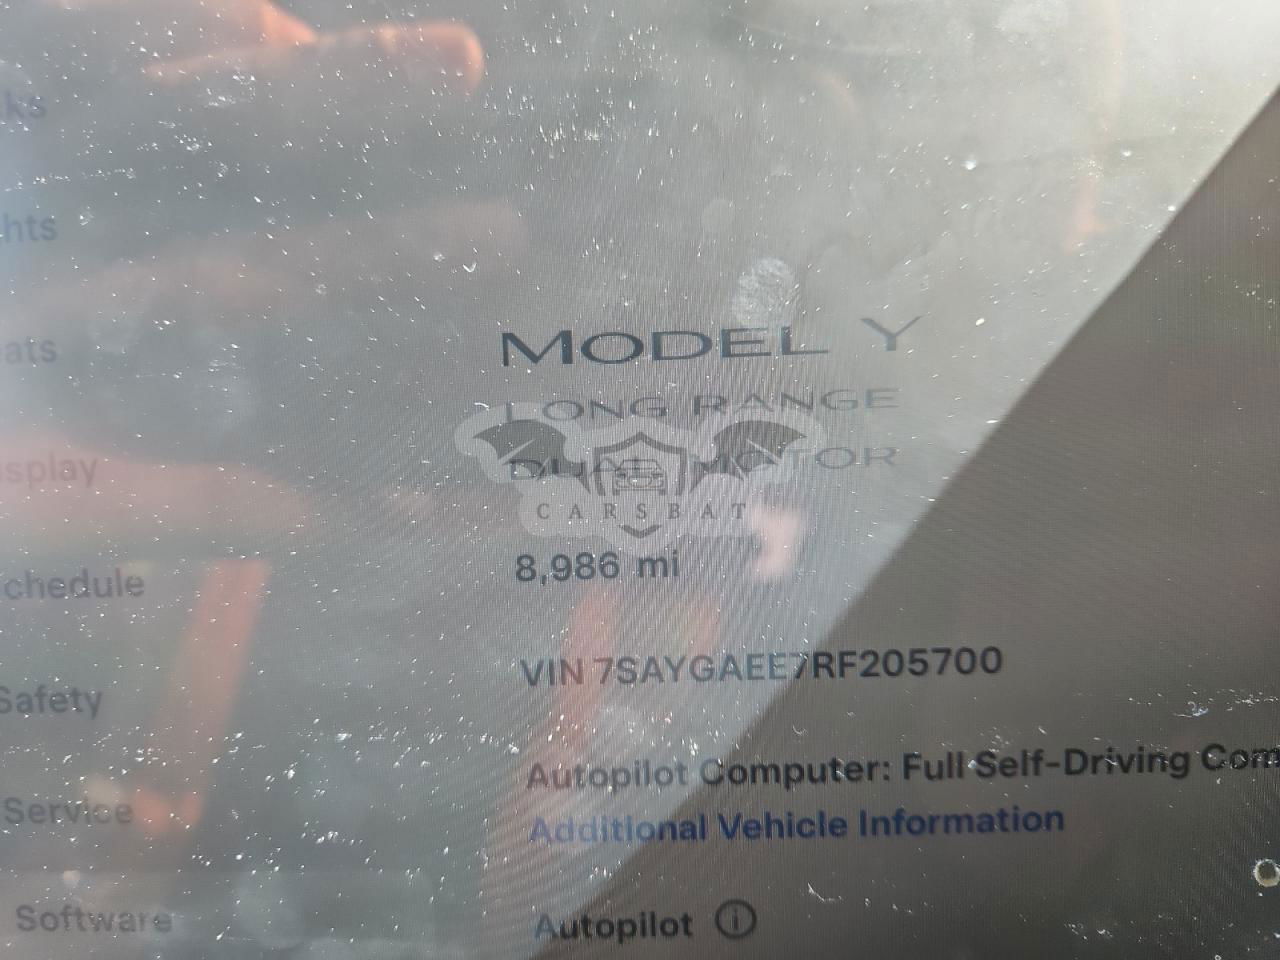 ks
hts
ats
splay
chedule
Safety
Service
Software
MODEL Y
LONG RANGE
DUAL MOTOR
CARSBAT
8,986 mi
VIN 7SAYGAEE7RF205700
Autopilot Computer: Full Self-Driving Com
Additional Vehicle Information
Autopilot